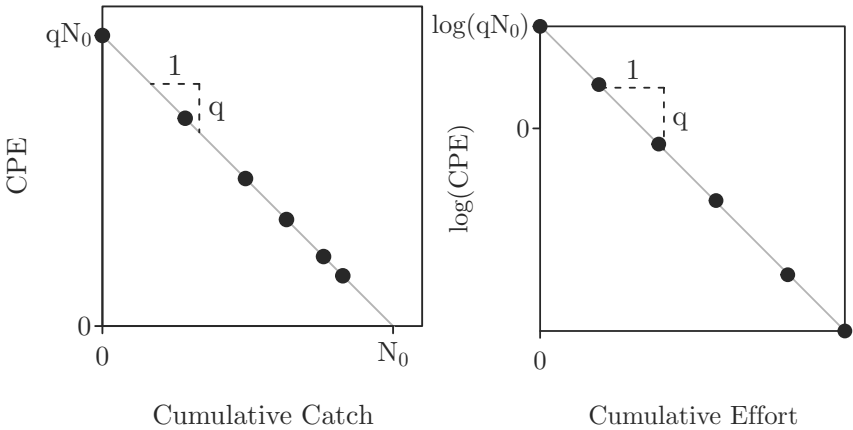 qN₀
1
q
CPE
0
0
N₀
Cumulative Catch
log(qN₀)
1
q
0
log(CPE)
0
Cumulative Effort